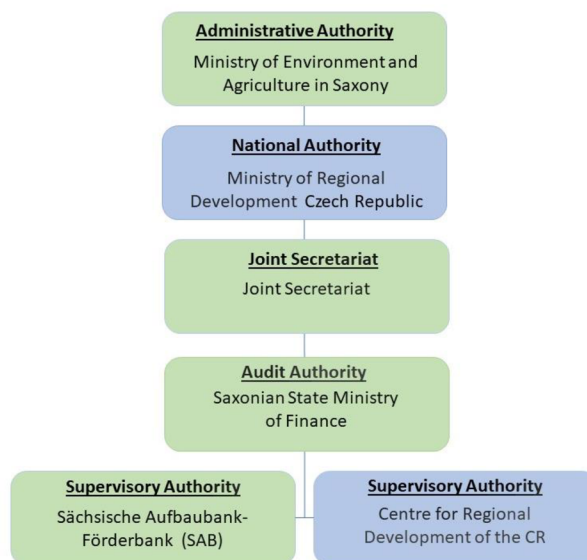 Administrative Authority
Ministry of Environment and
Agriculture in Saxony
National Authority
Ministry of Regional
Development Czech Republic
Joint Secretariat
Joint Secretariat
Audit Authority
Saxonian State Ministry
of Finance
Supervisory Authority
Sächsische Aufbaubank-
Förderbank (SAB)
Supervisory Authority
Centre for Regional
Development of the CR